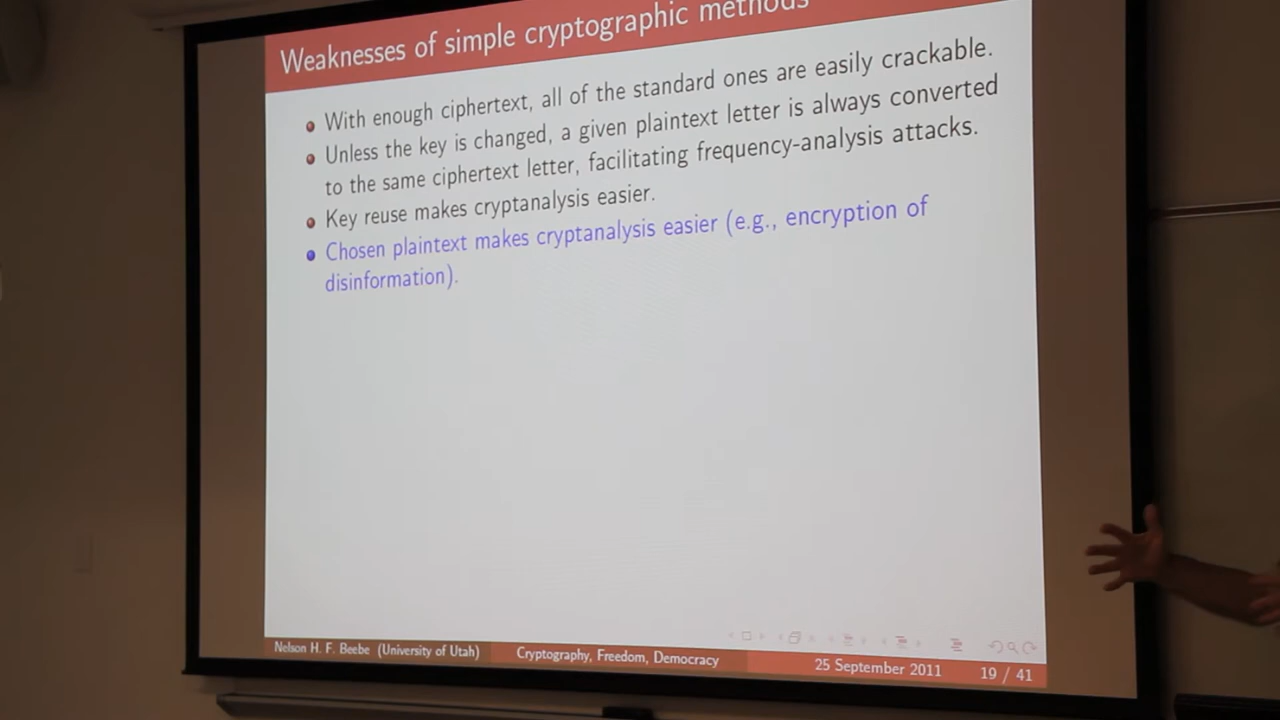 Weaknesses of simple cryptographic methods
With enough ciphertext, all of the standard ones are easily crackable.
Unless the key is changed, a given plaintext letter is always converted
to the same ciphertext letter, facilitating frequency-analysis attacks.
Key reuse makes cryptanalysis easier.
Chosen plaintext makes cryptanalysis easier (e.g., encryption of
disinformation).
Nelson H. F. Beebe (University of Utah) Cryptography, Freedom, Democracy 25 September 2011 19 / 41